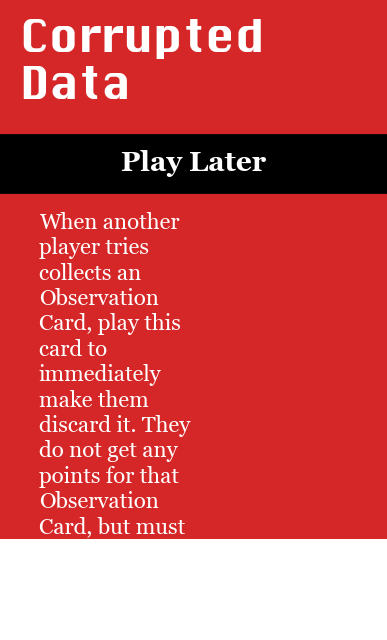 Corrupted
Data
Play Later
When another
player tries
collects an
Observation
Card, play this
card to
immediately
make them
discard it. They
do not get any
points for that
Observation
Card, but must